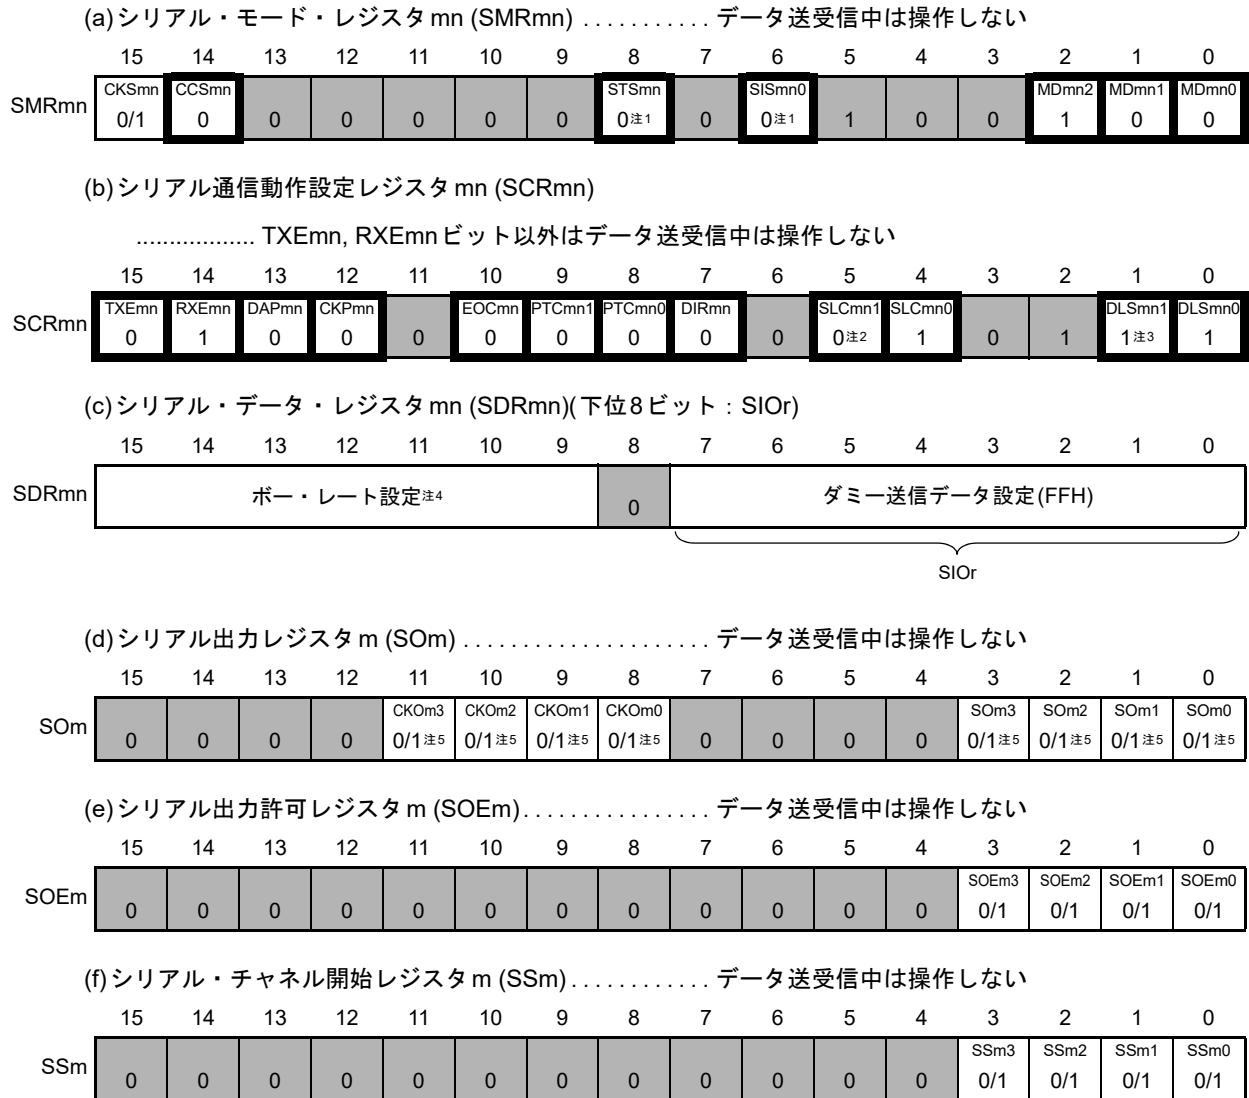 (a)シリアル・モード・レジスタmn (SMRmn) . . . . . . . . . . . データ送受信中は操作しない
15 14 13 12 11 10 9 8 7 6 5 4 3 2 1 0
CKSmn CCSmn STSmn SISmn0 MDmn2 MDmn1 MDmn0
SMRmn 0/1 0 0 0 0 0 0 0注1 0 0注1 1 0 0 1 0 0
(b)シリアル通信動作設定レジスタmn (SCRmn)
.................. TXEmn, RXEmnビット以外はデータ送受信中は操作しない
15 14 13 12 11 10 9 8 7 6 5 4 3 2 1 0
TXEmn RXEmn DAPmn CKPmn EOCmn PTCmn1 PTCmn0 DIRmn SLCmn1 SLCmn0 DLSmn1 DLSmn0
SCRmn 0 1 0 0 0 0 0 0 0 0 0注2 1 0 1 1注3 1
(c)シリアル・データ・レジスタmn (SDRmn)(下位8ビット：SIOr)
15 14 13 12 11 10 9 8 7 6 5 4 3 2 1 0
SDRmn ボー・レート設定注4 0 ダミー送信データ設定(FFH)
SIOr
(d)シリアル出力レジスタm (SOm) . . . . . . . . . . . . . . . . . . . . . データ送受信中は操作しない
15 14 13 12 11 10 9 8 7 6 5 4 3 2 1 0
CKOm3 CKOm2 CKOm1 CKOm0 SOm3 SOm2 SOm1 SOm0
SOm 0 0 0 0 0/1注5 0/1注5 0/1注5 0/1注5 0 0 0 0 0/1注5 0/1注5 0/1注5 0/1注5
(e)シリアル出力許可レジスタm (SOEm). . . . . . . . . . . . . . . . データ送受信中は操作しない
15 14 13 12 11 10 9 8 7 6 5 4 3 2 1 0
SOEm3 SOEm2 SOEm1 SOEm0
SOEm 0 0 0 0 0 0 0 0 0 0 0 0 0/1 0/1 0/1 0/1
(f)シリアル・チャネル開始レジスタm (SSm). . . . . . . . . . . . データ送受信中は操作しない
15 14 13 12 11 10 9 8 7 6 5 4 3 2 1 0
SSm3 SSm2 SSm1 SSm0
SSm 0 0 0 0 0 0 0 0 0 0 0 0 0/1 0/1 0/1 0/1